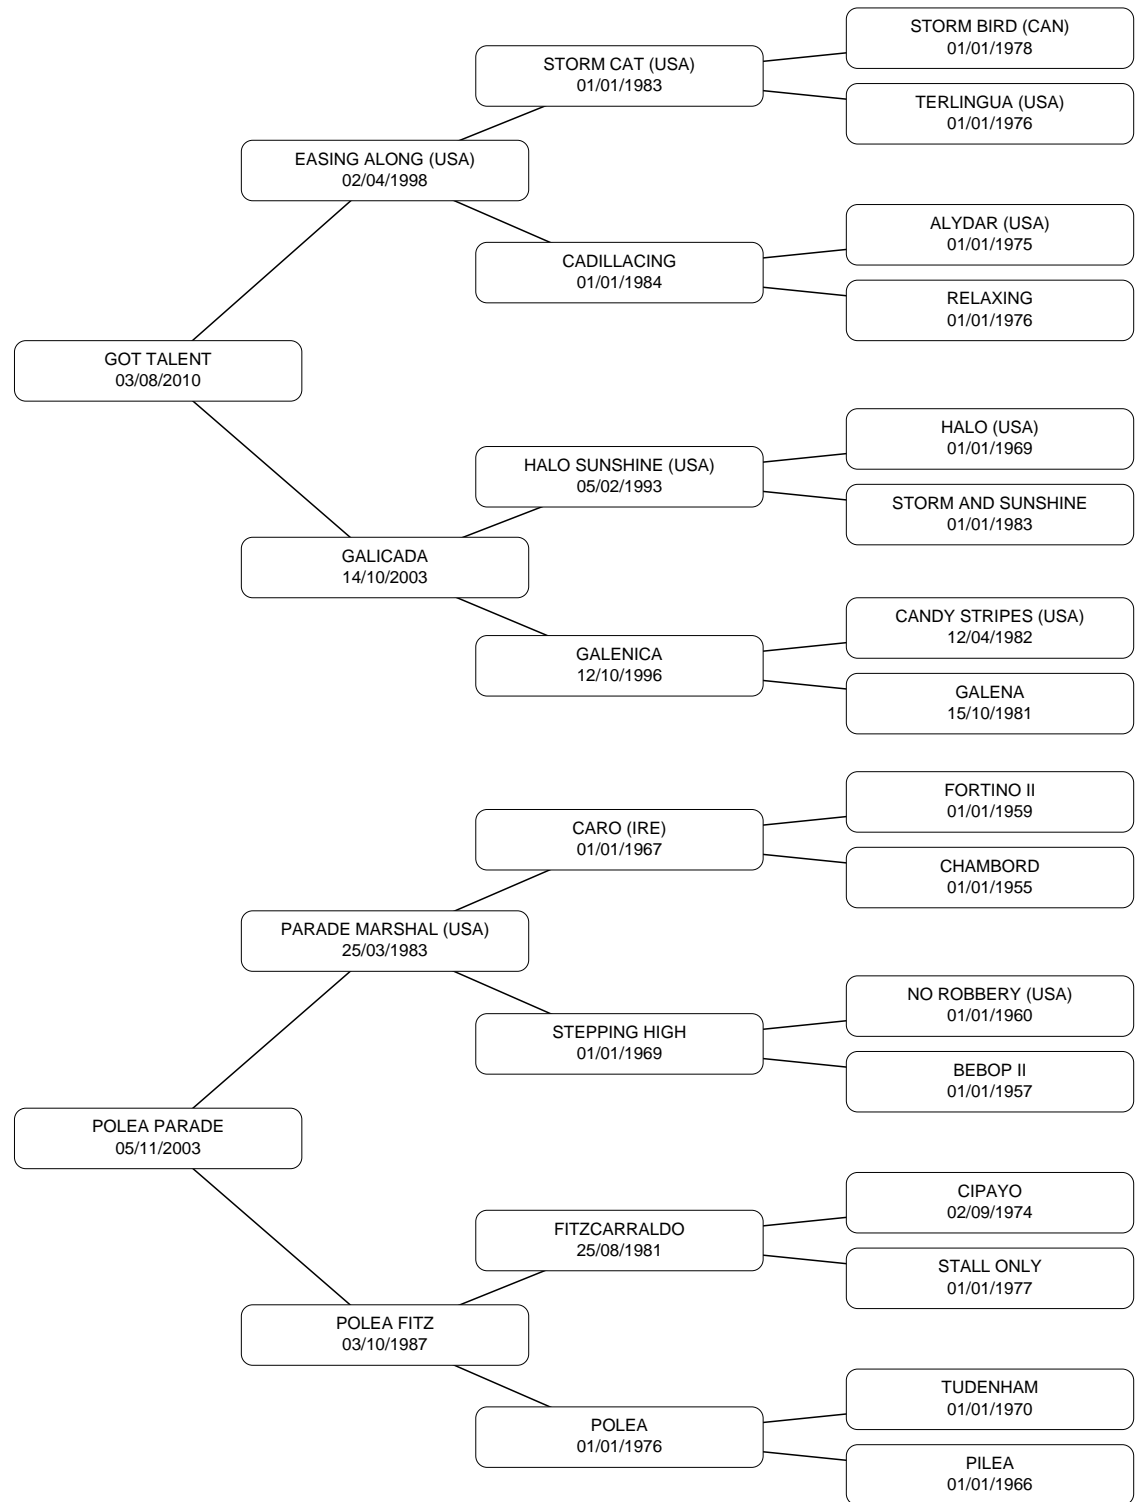 STORM BIRD (CAN)
01/01/1978
STORM CAT (USA)
01/01/1983
TERLINGUA (USA)
01/01/1976
EASING ALONG (USA)
02/04/1998
ALYDAR (USA)
01/01/1975
CADILLACING
01/01/1984
RELAXING
01/01/1976
GOT TALENT
03/08/2010
HALO (USA)
01/01/1969
HALO SUNSHINE (USA)
05/02/1993
STORM AND SUNSHINE
01/01/1983
GALICADA
14/10/2003
CANDY STRIPES (USA)
12/04/1982
GALENICA
12/10/1996
GALENA
15/10/1981
FORTINO II
01/01/1959
CARO (IRE)
01/01/1967
CHAMBORD
01/01/1955
PARADE MARSHAL (USA)
25/03/1983
NO ROBBERY (USA)
01/01/1960
STEPPING HIGH
01/01/1969
BEBOP II
01/01/1957
POLEA PARADE
05/11/2003
CIPAYO
02/09/1974
FITZCARRALDO
25/08/1981
STALL ONLY
01/01/1977
POLEA FITZ
03/10/1987
TUDENHAM
01/01/1970
POLEA
01/01/1976
PILEA
01/01/1966